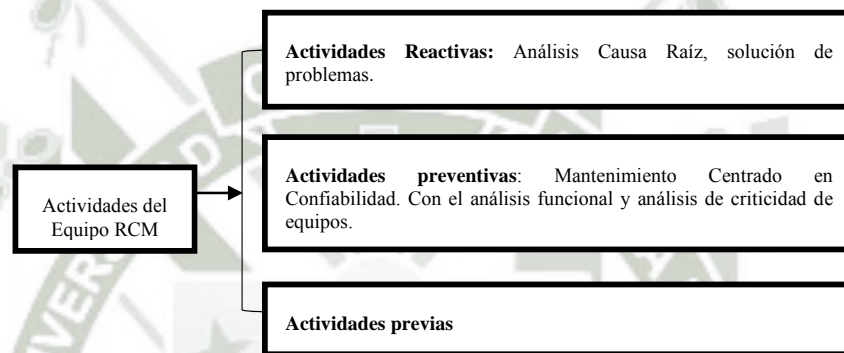 Actividades Reactivas: Análisis Causa Raíz, solución de
problemas.
Actividades del
Equipo RCM
Actividades preventivas: Mantenimiento Centrado en
Confiabilidad. Con el análisis funcional y análisis de criticidad de
equipos.
Actividades previas